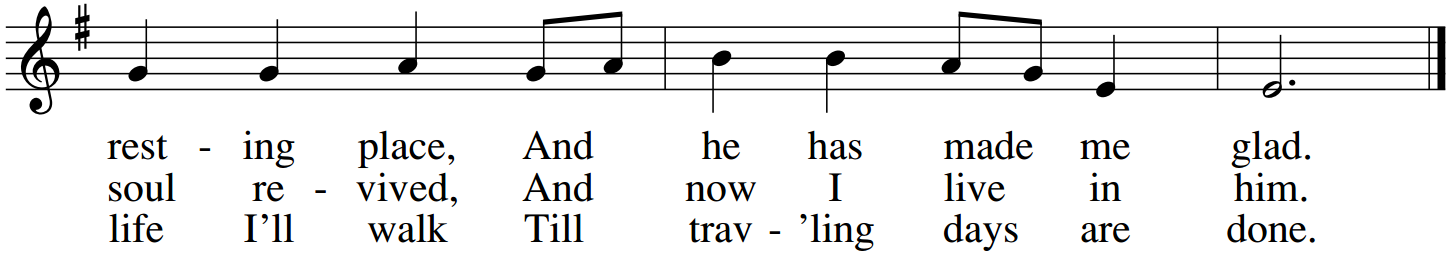 rest - ing place, And he has made me glad.
soul re - vived, And now I live in him.
life I’ll walk Till trav - ’ling days are done.